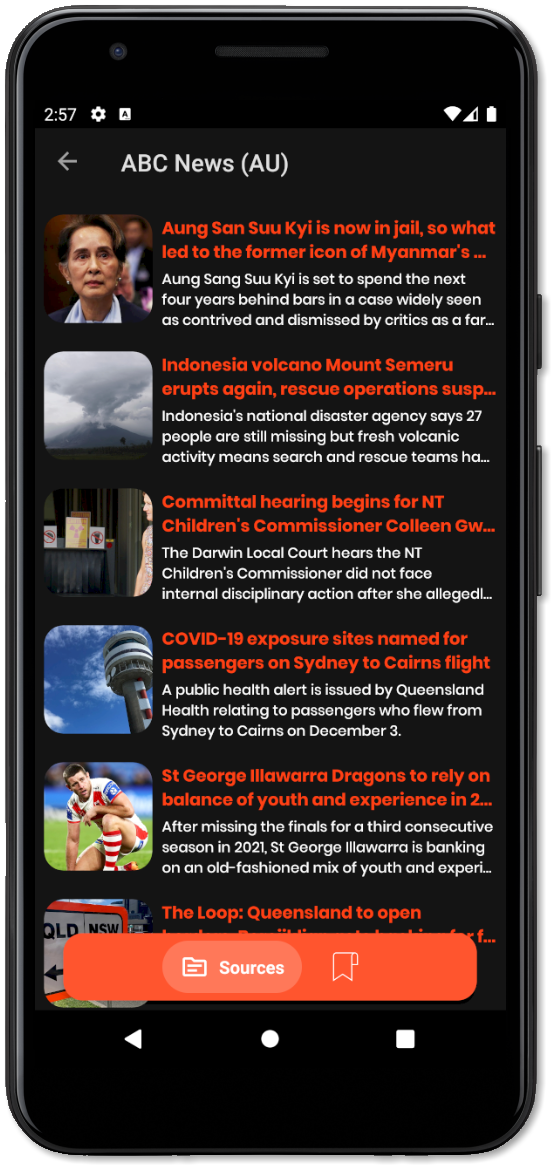 2:57
A
ABC News (AU)
Aung San Suu Kyi is now in jail, so what
led to the former icon of Myanmar's ...
Aung Sang Suu Kyi is set to spend the next
four years behind bars in a case widely seen
as contrived and dismissed by critics as a far...
Indonesia volcano Mount Semeru
erupts again, rescue operations susp...
Indonesia's national disaster agency says 27
people are still missing but fresh volcanic
activity means search and rescue teams ha...
Committal hearing begins for NT
Children's Commissioner Colleen Gw...
The Darwin Local Court hears the NT
Children's Commissioner did not face
internal disciplinary action after she allegedl...
COVID-19 exposure sites named for
passengers on Sydney to Cairns flight
A public health alert is issued by Queensland
Health relating to passengers who flew from
Sydney to Cairns on December 3.
St George Illawarra Dragons to rely on
balance of youth and experience in 2...
After missing the finals for a third consecutive
season in 2021, St George Illawarra is banking
on an old-fashioned mix of youth and experi...
The Loop: Queensland to open
QLD NSW
Sources